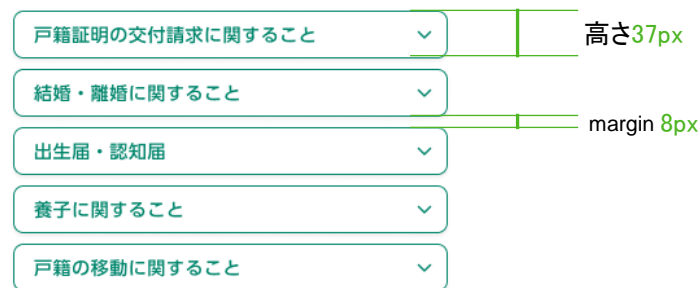 戸籍証明の交付請求に関すること
高さ37px
結婚・離婚に関すること
margin 8px
出生届・認知届
養子に関すること
戸籍の移動に関すること